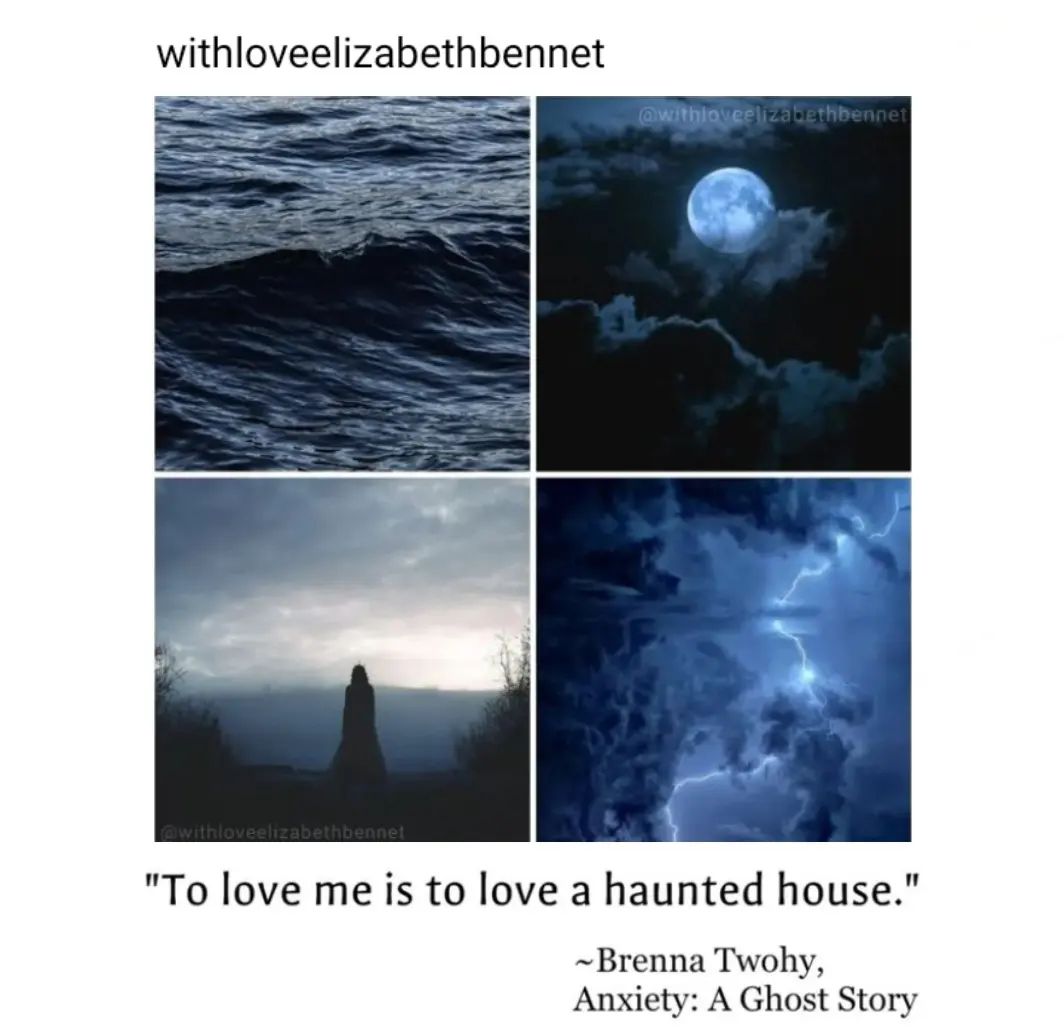 withloveelizabethbennet
@withloveelizabethbennet
@withloveelizabethbennet
"To love me is to love a haunted house."
~Brenna Twohy,
Anxiety: A Ghost Story